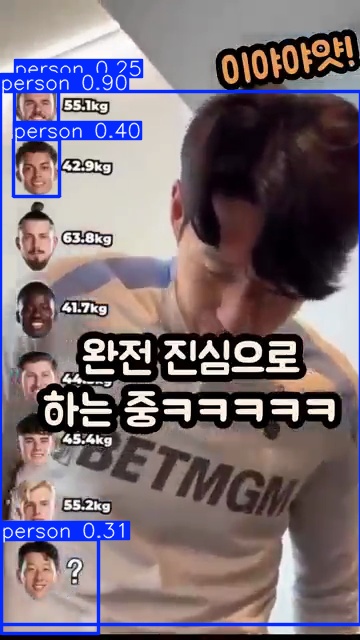 person 0.25
person 0.90
이야야얏!
55.1kg
person 0.40
42.9kg
63.8kg
41.7kg
완전 진심으로
하는 중ㅋㅋㅋㅋㅋ
45.4kg
BETMGM
55.2kg
person 0.31
?